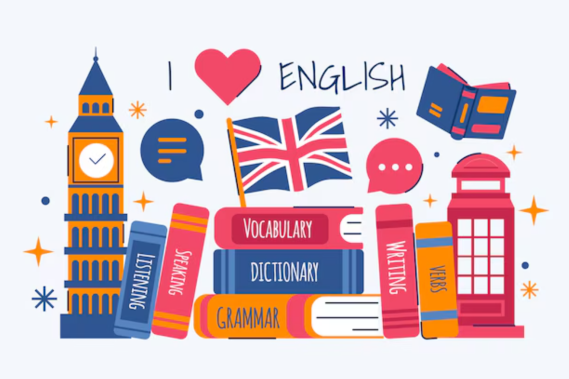 I ENGLISH
VOCABULARY
DICTIONARY
GRAMMAR
LISTENING
SPEAKING
WRITING
VERBS